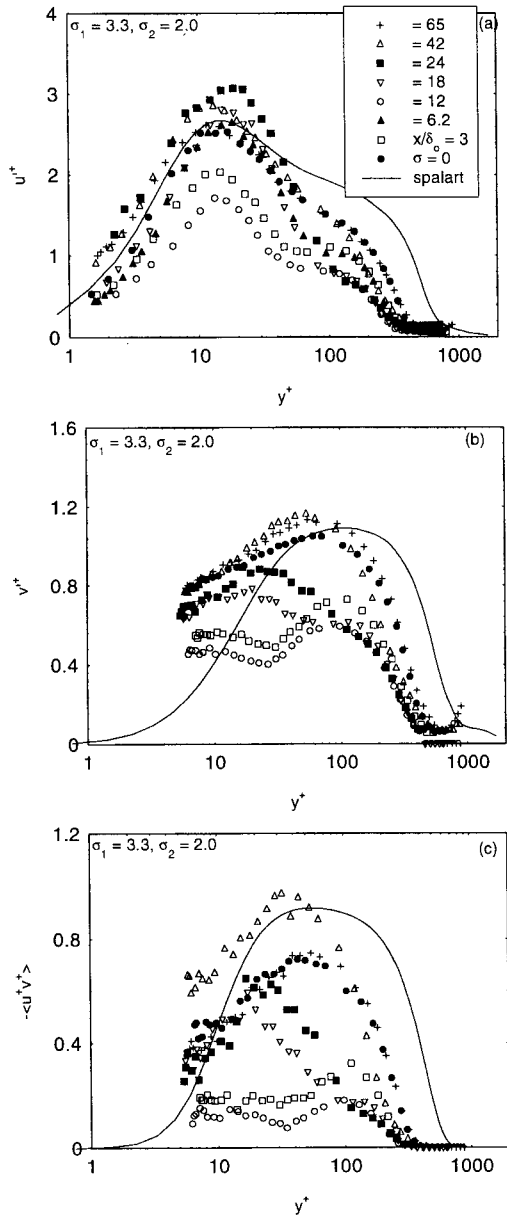 σ₁ = 3.3, σ₂ = 2.0
(a)
+ = 65
△ = 42
■ = 24
▽ = 18
○ = 12
▲ = 6.2
□ x/δₒ = 3
● σ = 0
— spalart
4
3
2
1
0
u'⁺
1
10
100
1000
y⁺
σ₁ = 3.3, σ₂ = 2.0
(b)
1.6
1.2
0.8
0.4
0
v'⁺
1
10
100
1000
y⁺
σ₁ = 3.3, σ₂ = 2.0
(c)
1.2
0.8
0.4
0
-<u⁺v⁺>
1
10
100
1000
y⁺